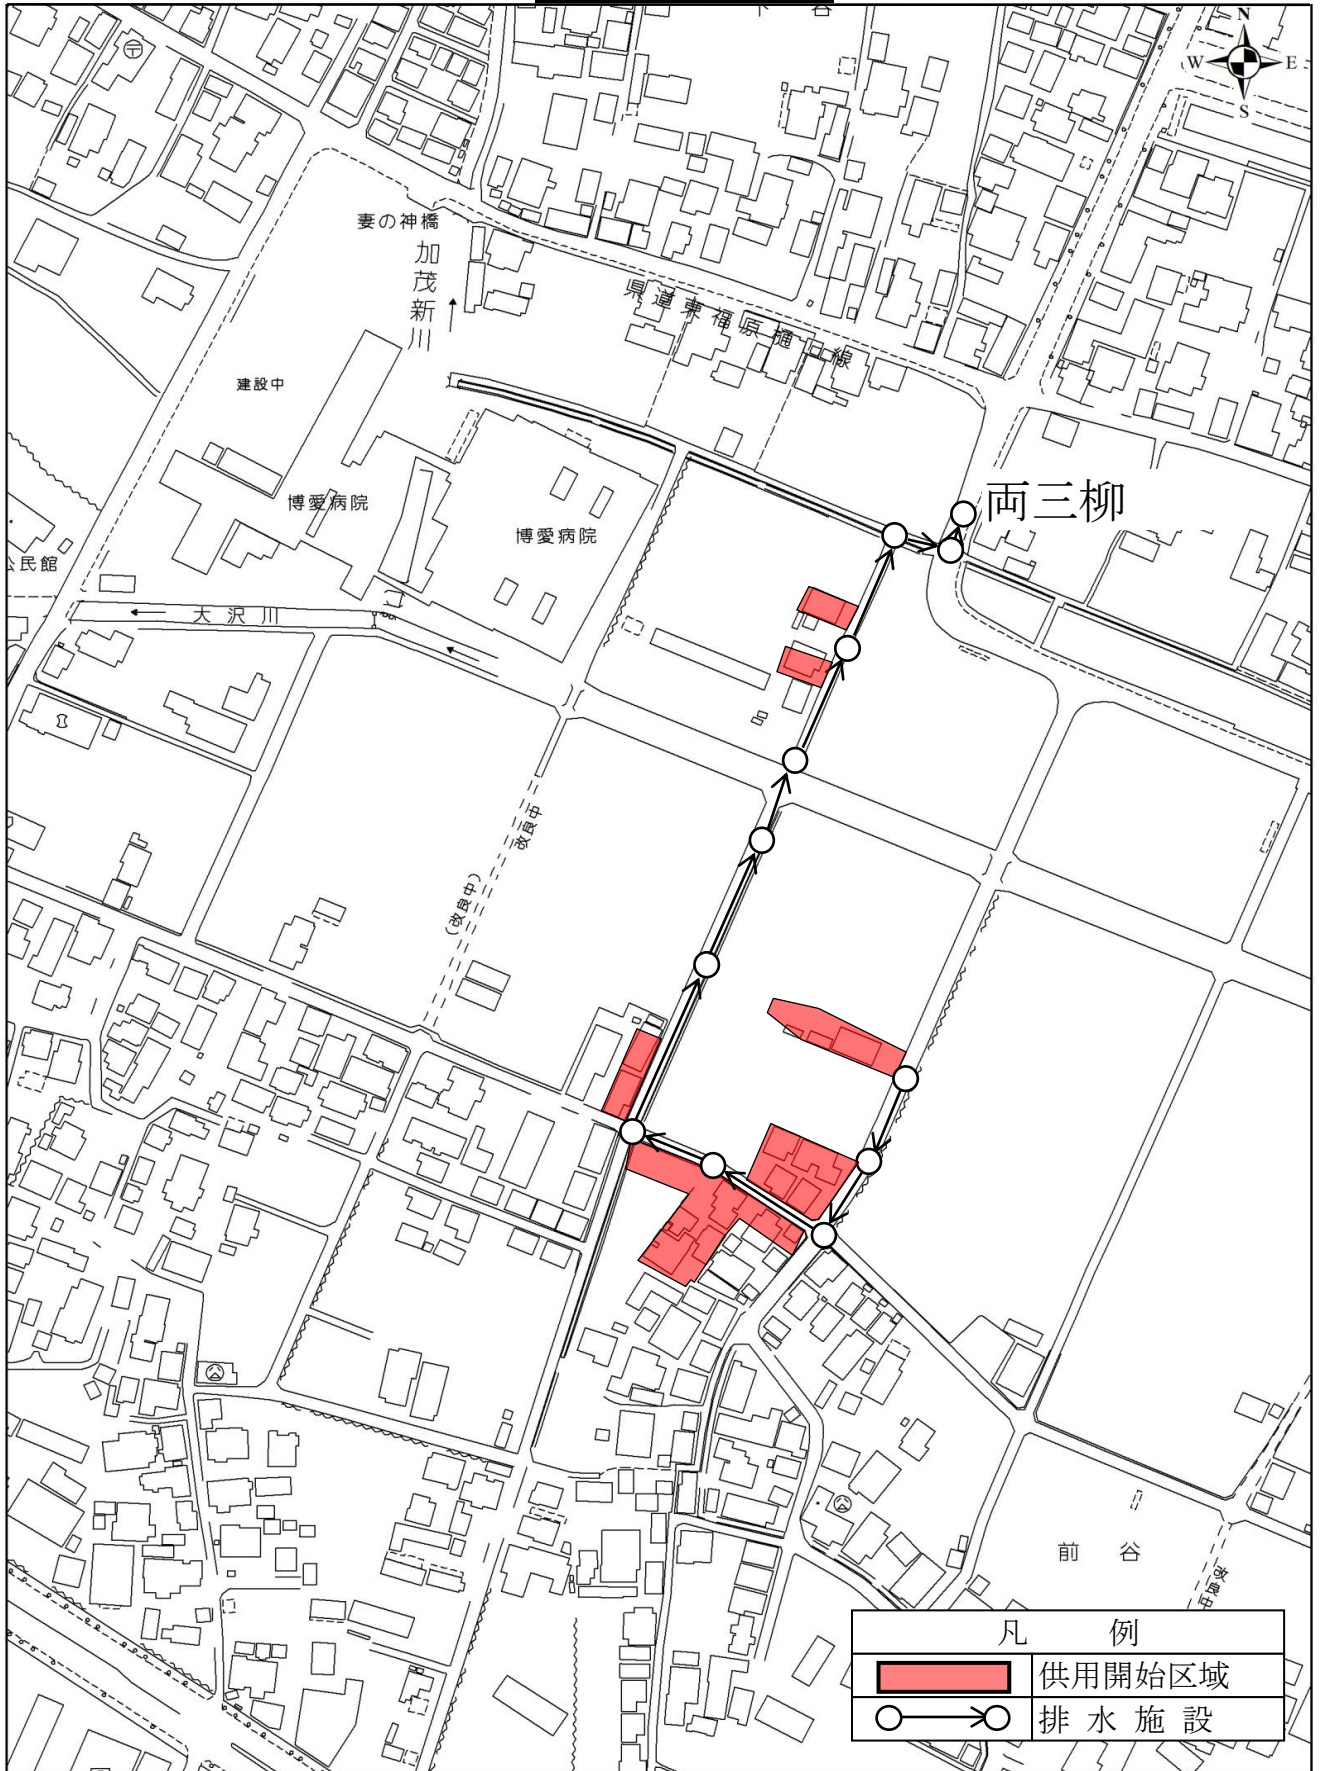 N
W E
S
妻の神橋
加茂新川
県道東福原樋口線
建設中
博愛病院
博愛病院
両三柳
公民館
大沢川
改良中
(改良中)
前谷
改良中
凡例
供用開始区域
排水施設